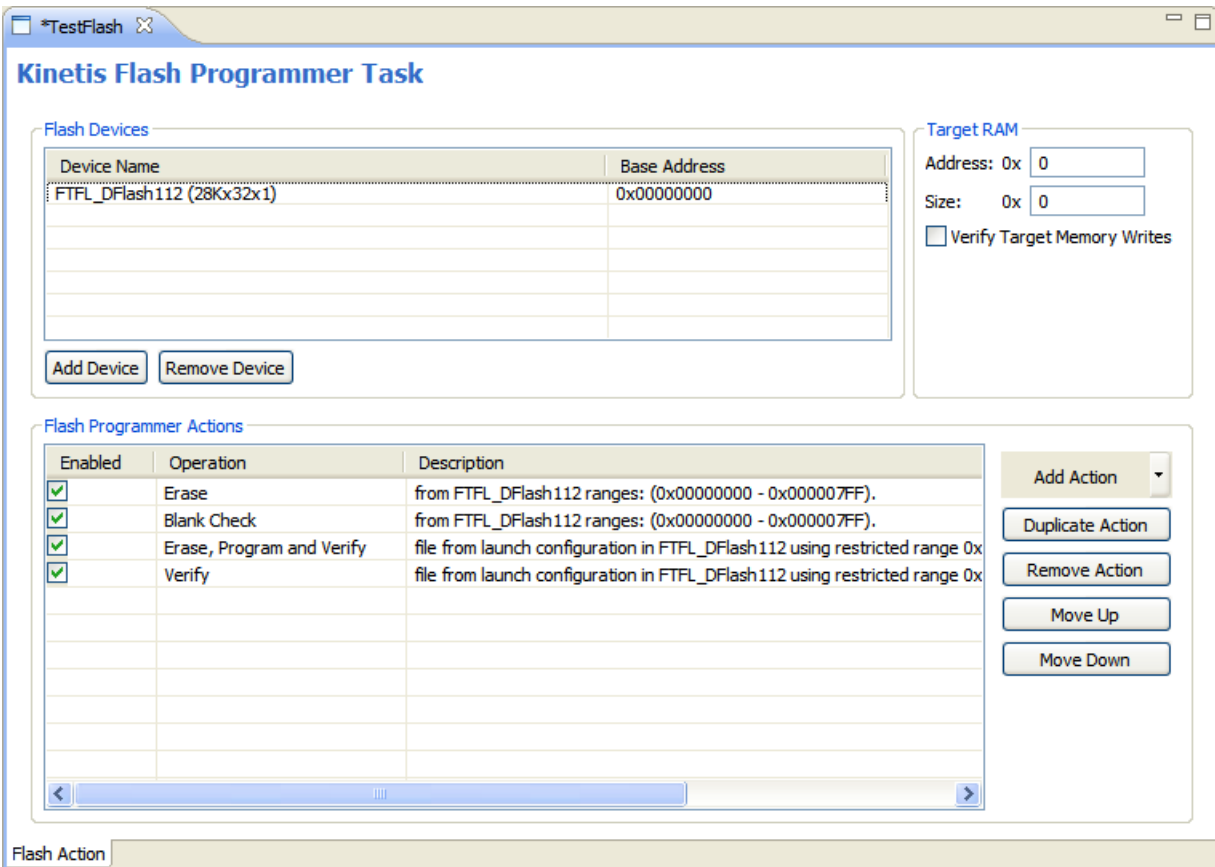 *TestFlash
Kinetis Flash Programmer Task
Flash Devices
Device Name Base Address
FTFL_DFlash112 (28Kx32x1) 0x00000000
Add Device Remove Device
Target RAM
Address: 0x 0
Size: 0x 0
Verify Target Memory Writes
Flash Programmer Actions
Enabled Operation Description
Erase from FTFL_DFlash112 ranges: (0x00000000 - 0x000007FF).
Blank Check from FTFL_DFlash112 ranges: (0x00000000 - 0x000007FF).
Erase, Program and Verify file from launch configuration in FTFL_DFlash112 using restricted range 0x
Verify file from launch configuration in FTFL_DFlash112 using restricted range 0x
Add Action
Duplicate Action
Remove Action
Move Up
Move Down
Flash Action